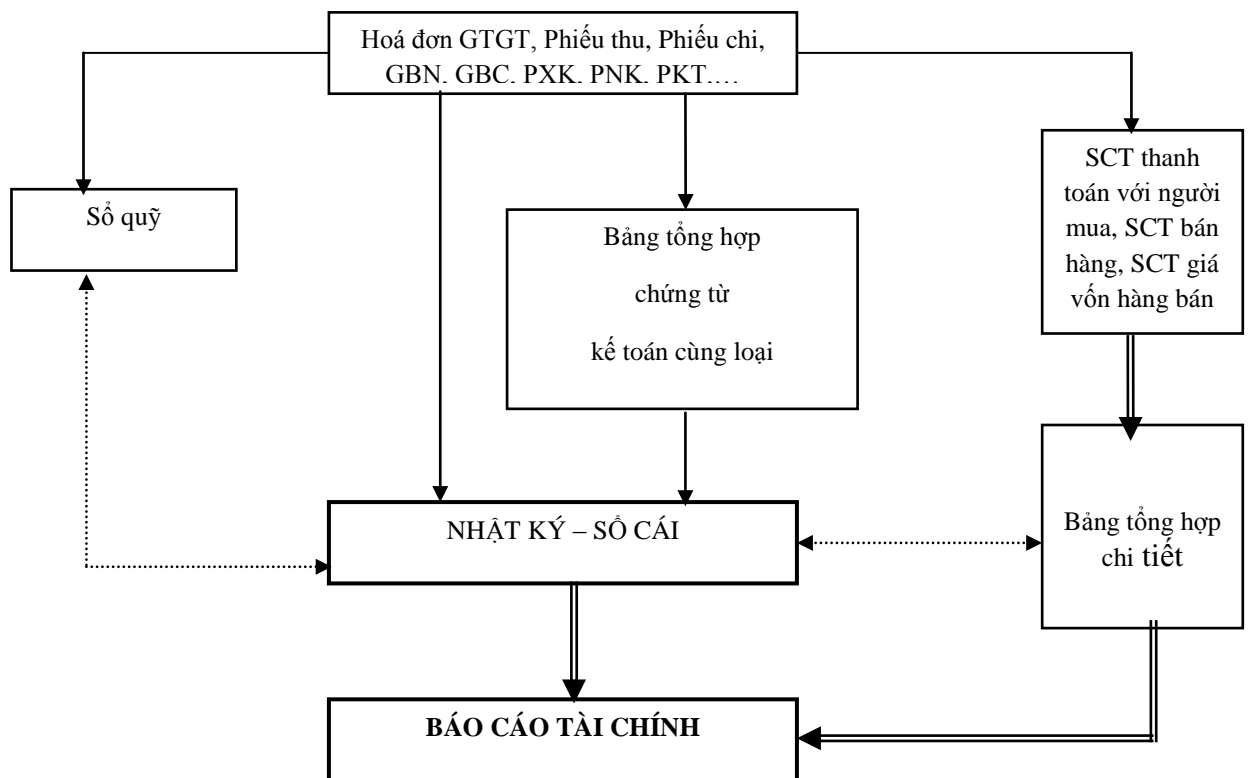 Hoá đơn GTGT, Phiếu thu, Phiếu chi,
GBN, GBC, PXK, PNK, PKT,…
SCT thanh
toán với người
mua, SCT bán
hàng, SCT giá
vốn hàng bán
Sổ quỹ
Bảng tổng hợp
chứng từ
kế toán cùng loại
NHẬT KÝ – SỔ CÁI
Bảng tổng hợp
chi tiết
BÁO CÁO TÀI CHÍNH